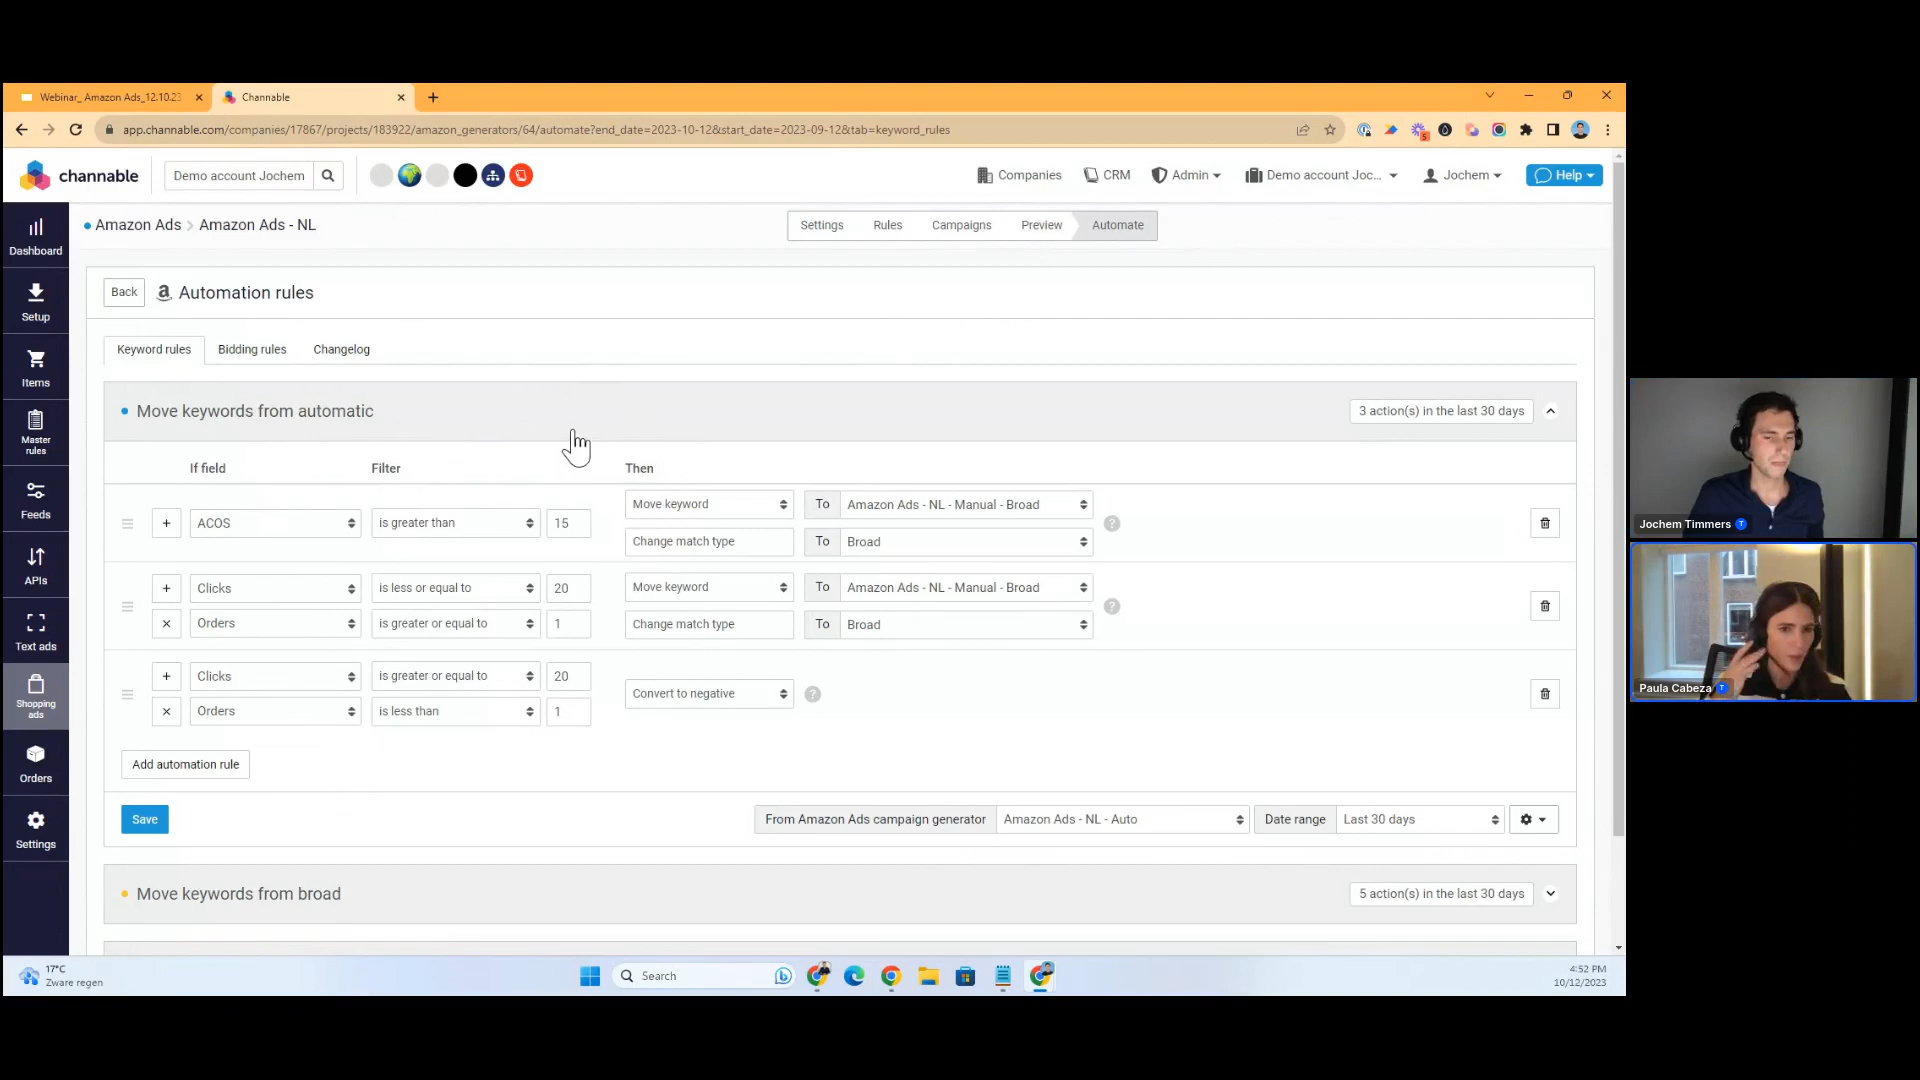 Webinar_ Amazon Ads_12.10.23
Channable
app.channable.com/companies/17867/projects/183922/amazon_generators/64/automate?end_date=2023-10-12&start_date=2023-09-12&tab=keyword_rules
channable
Demo account Jochem
Companies
CRM
Admin
Demo account Joc...
Jochem
Help
Amazon Ads > Amazon Ads - NL
Settings
Rules
Campaigns
Preview
Automate
Dashboard
Setup
Items
Master
rules
Feeds
APIs
Text ads
Shopping
ads
Orders
Settings
Back
Automation rules
Keyword rules
Bidding rules
Changelog
Move keywords from automatic
3 action(s) in the last 30 days
If field
Filter
Then
ACOS
is greater than
15
Move keyword
To
Amazon Ads - NL - Manual - Broad
Change match type
To
Broad
Clicks
is less or equal to
20
Move keyword
To
Amazon Ads - NL - Manual - Broad
Orders
is greater or equal to
1
Change match type
To
Broad
Clicks
is greater or equal to
20
Convert to negative
Orders
is less than
1
Add automation rule
Save
From Amazon Ads campaign generator
Amazon Ads - NL - Auto
Date range
Last 30 days
Move keywords from broad
5 action(s) in the last 30 days
17°C
Zware regen
Search
4:52 PM
10/12/2023
Jochem Timmers
Paula Cabeza